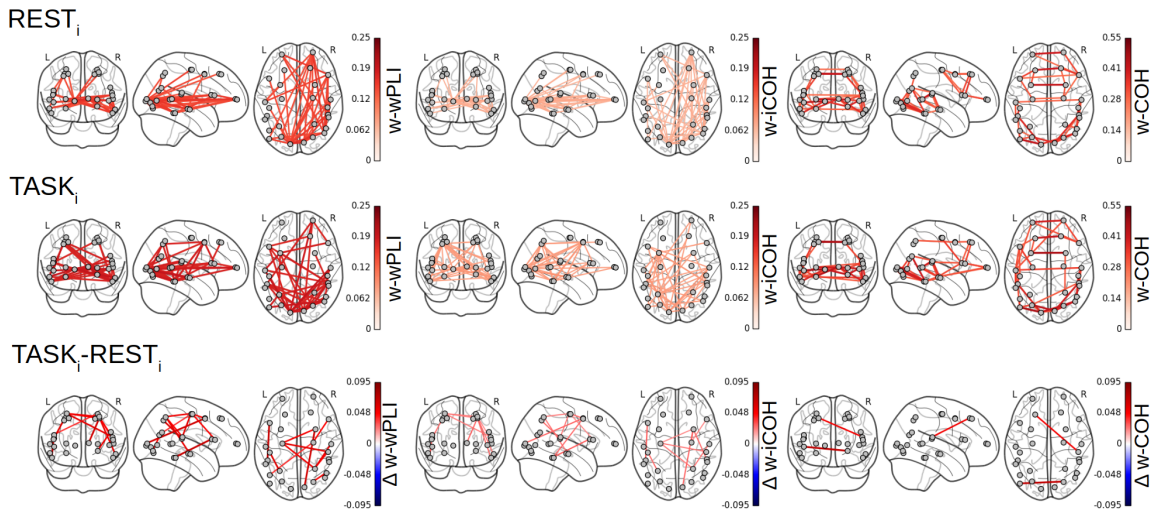 RESTi
L R L R 0.25 0.19 0.12 0.062 0 w-wPLI L R L R 0.25 0.19 0.12 0.062 0 w-iCOH L R L R 0.55 0.41 0.28 0.14 0 w-COH
TASKi
L R L R 0.25 0.19 0.12 0.062 0 w-wPLI L R L R 0.25 0.19 0.12 0.062 0 w-iCOH L R L R 0.55 0.41 0.28 0.14 0 w-COH
TASKi-RESTi
L R L R 0.095 0.048 0 -0.048 -0.095 Δ w-wPLI L R L R 0.095 0.048 0 -0.048 -0.095 Δ w-iCOH L R L R 0.095 0.048 0 -0.048 -0.095 Δ w-COH